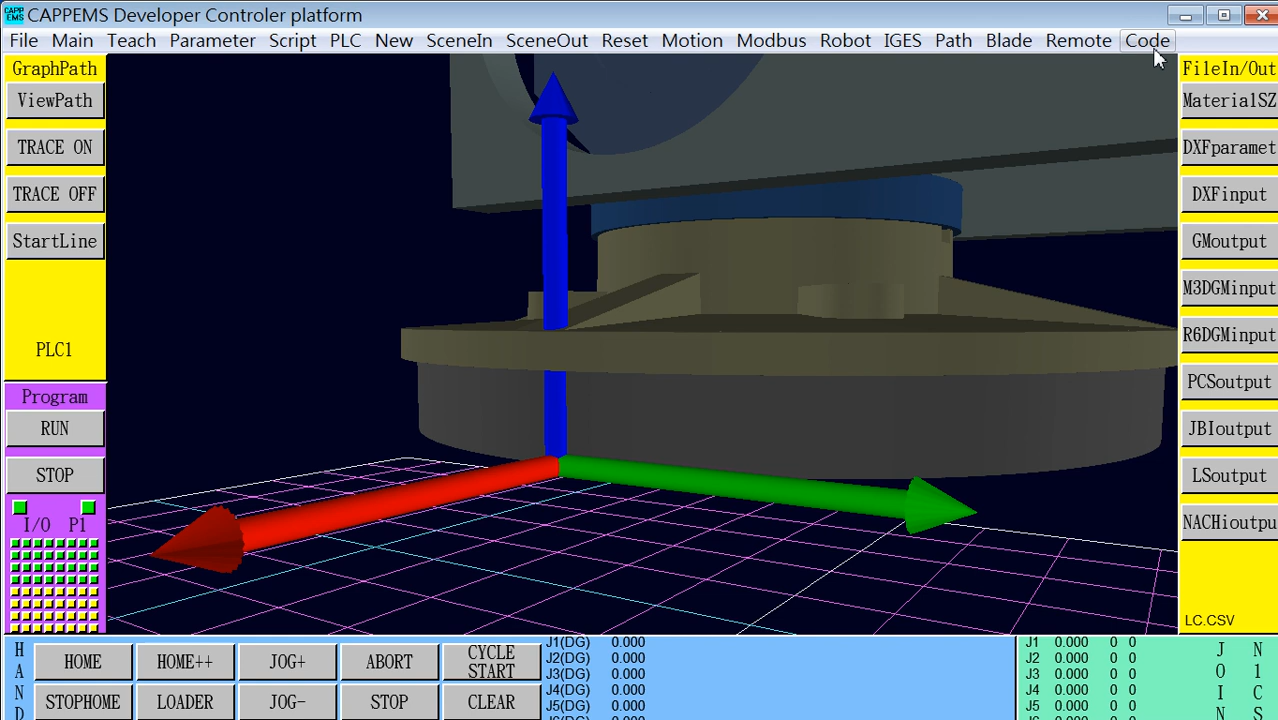 CAPP EMS CAPPEMS Developer Controler platform
File Main Teach Parameter Script PLC New SceneIn SceneOut Reset Motion Modbus Robot IGES Path Blade Remote Code
GraphPath
ViewPath
TRACE ON
TRACE OFF
StartLine
PLC1
Program
RUN
STOP
I/O P1
FileIn/Out
MaterialSZ
DXFparamet
DXFinput
GMoutput
M3DGMinput
R6DGMinput
PCSoutput
JBIoutput
LSoutput
NACHioutpu
LC.CSV
H
A
N
D
HOME HOME++ JOG+ ABORT CYCLE START
STOPHOME LOADER JOG- STOP CLEAR
J1(DG) 0.000
J2(DG) 0.000
J3(DG) 0.000
J4(DG) 0.000
J5(DG) 0.000
J1 0.000 0 0
J2 0.000 0 0
J3 0.000 0 0
J4 0.000 0 0
J5 0.000 0 0
J
O
I
N
N
1
C
S